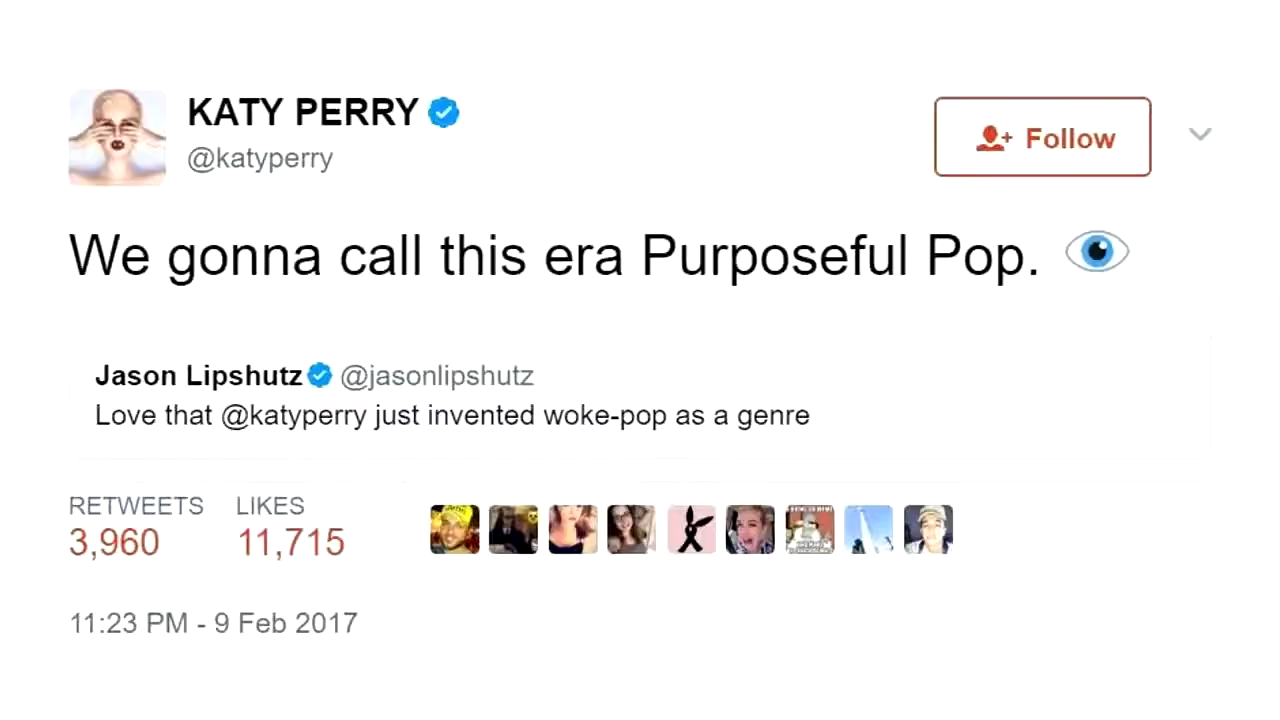 KATY PERRY
@katyperry
Follow
We gonna call this era Purposeful Pop. 👁
Jason Lipshutz @jasonlipshutz
Love that @katyperry just invented woke-pop as a genre
RETWEETS LIKES
3,960 11,715
11:23 PM - 9 Feb 2017